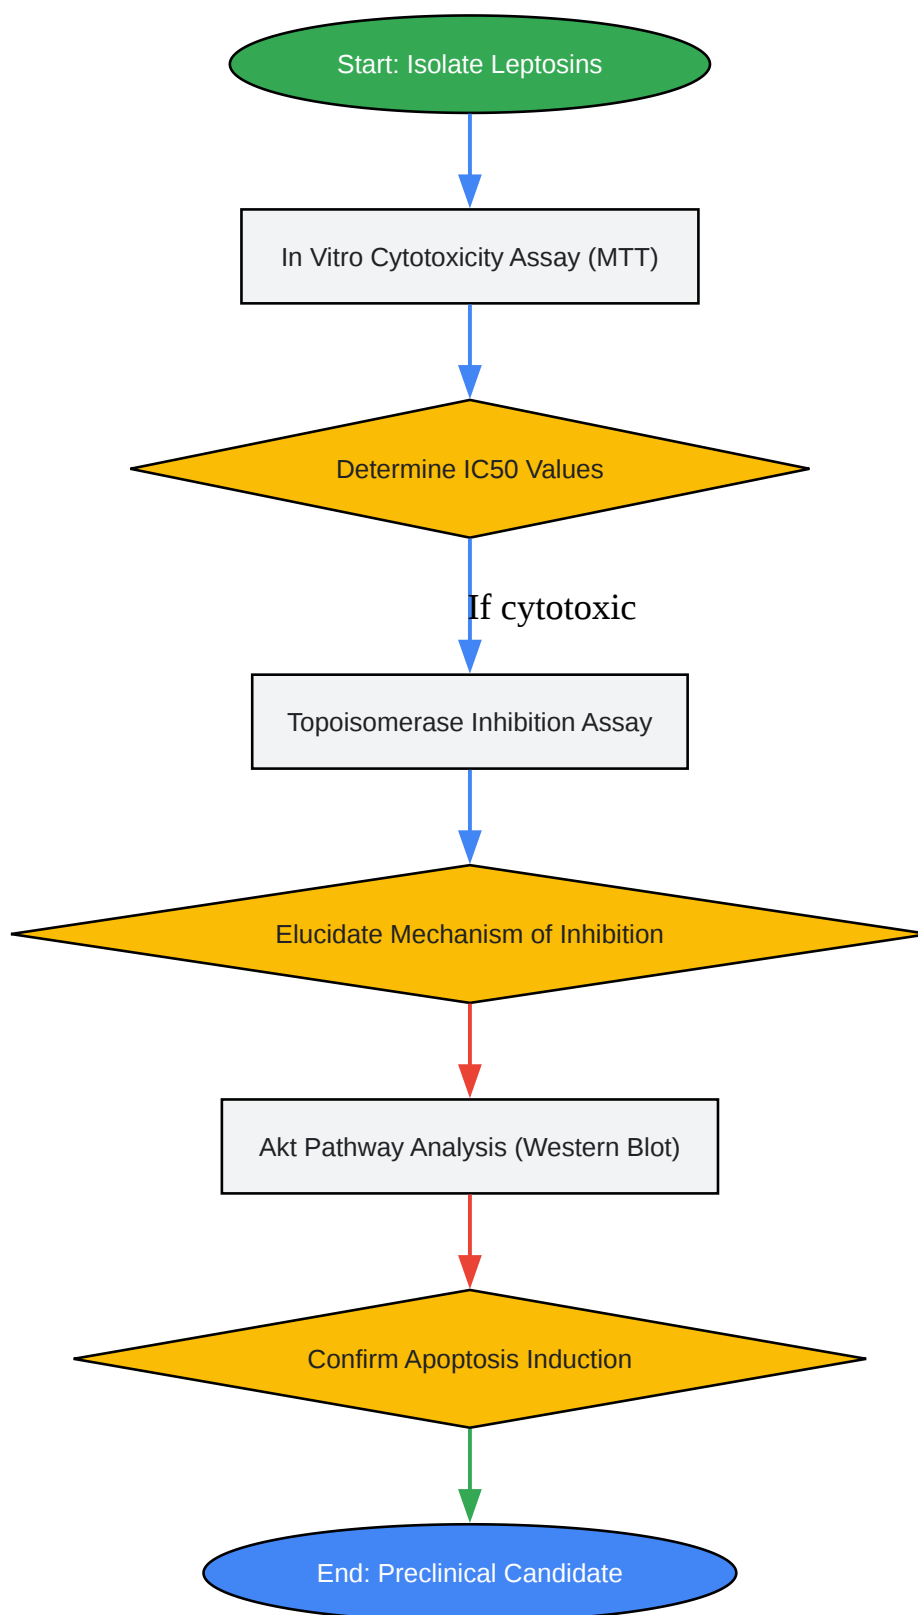 Start: Isolate Leptosins
In Vitro Cytotoxicity Assay (MTT)
Determine IC50 Values
If cytotoxic
Topoisomerase Inhibition Assay
Elucidate Mechanism of Inhibition
Akt Pathway Analysis (Western Blot)
Confirm Apoptosis Induction
End: Preclinical Candidate